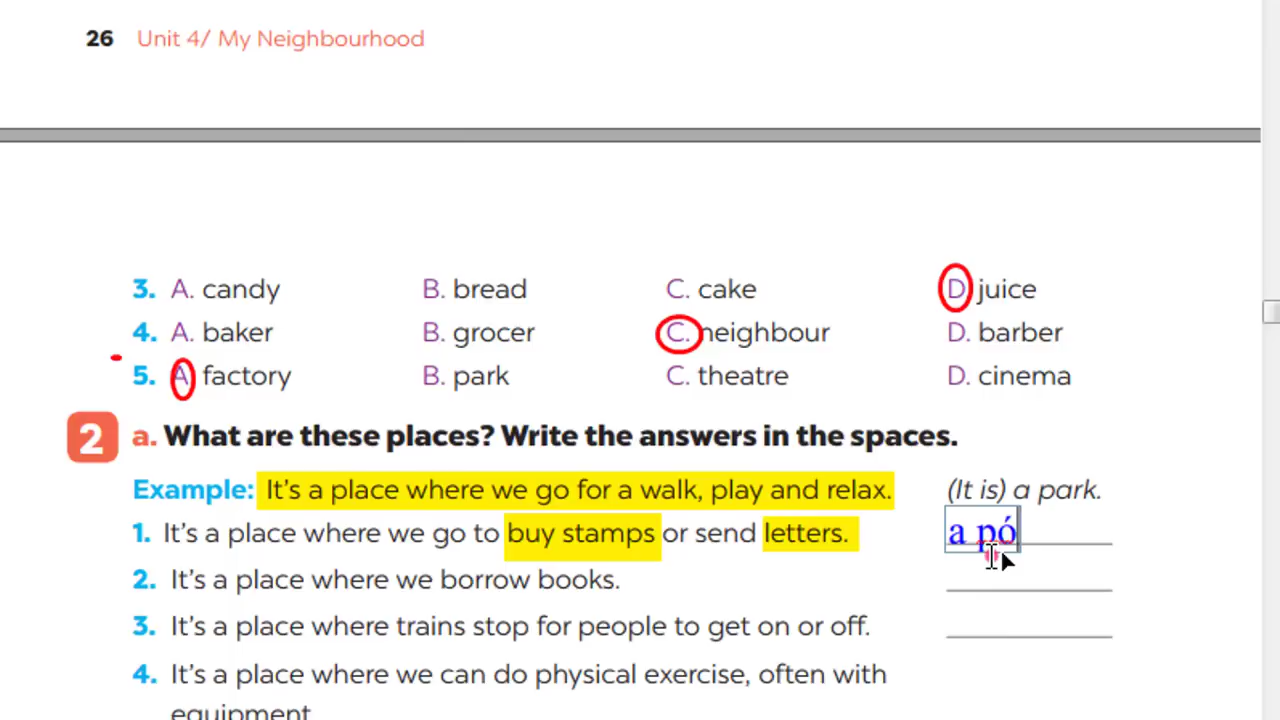 26 Unit 4/ My Neighbourhood
3. A. candy B. bread C. cake D. juice
4. A. baker B. grocer C. neighbour D. barber
5. A. factory B. park C. theatre D. cinema
2 a. What are these places? Write the answers in the spaces.
Example: It's a place where we go for a walk, play and relax. (It is) a park.
1. It's a place where we go to buy stamps or send letters. a pó
2. It's a place where we borrow books.
3. It's a place where trains stop for people to get on or off.
4. It's a place where we can do physical exercise, often with
equipment